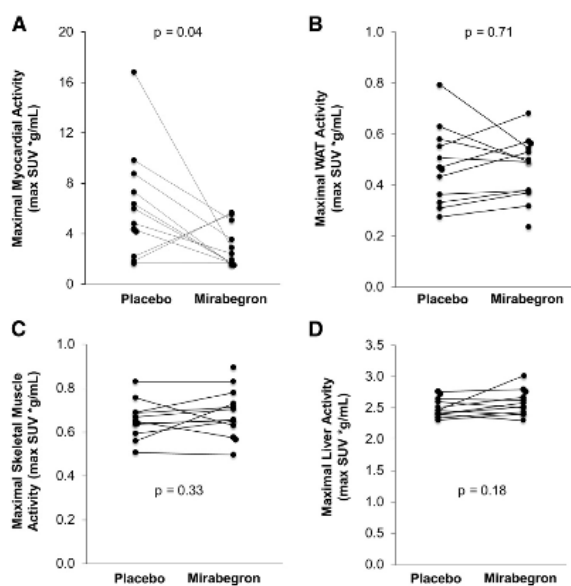 A
Maximal Myocardial Activity
(max SUV *g/mL)
20
16
12
8
4
0
p = 0.04
Placebo
Mirabegron
B
Maximal WAT Activity
(max SUV *g/mL)
1.0
0.8
0.6
0.4
0.2
0.0
p = 0.71
Placebo
Mirabegron
C
Maximal Skeletal Muscle
Activity (max SUV *g/mL)
1.0
0.8
0.6
0.4
0.2
0.0
p = 0.33
Placebo
Mirabegron
D
Maximal Liver Activity
(max SUV *g/mL)
3.5
3.0
2.5
2.0
1.5
1.0
0.5
0.0
p = 0.18
Placebo
Mirabegron